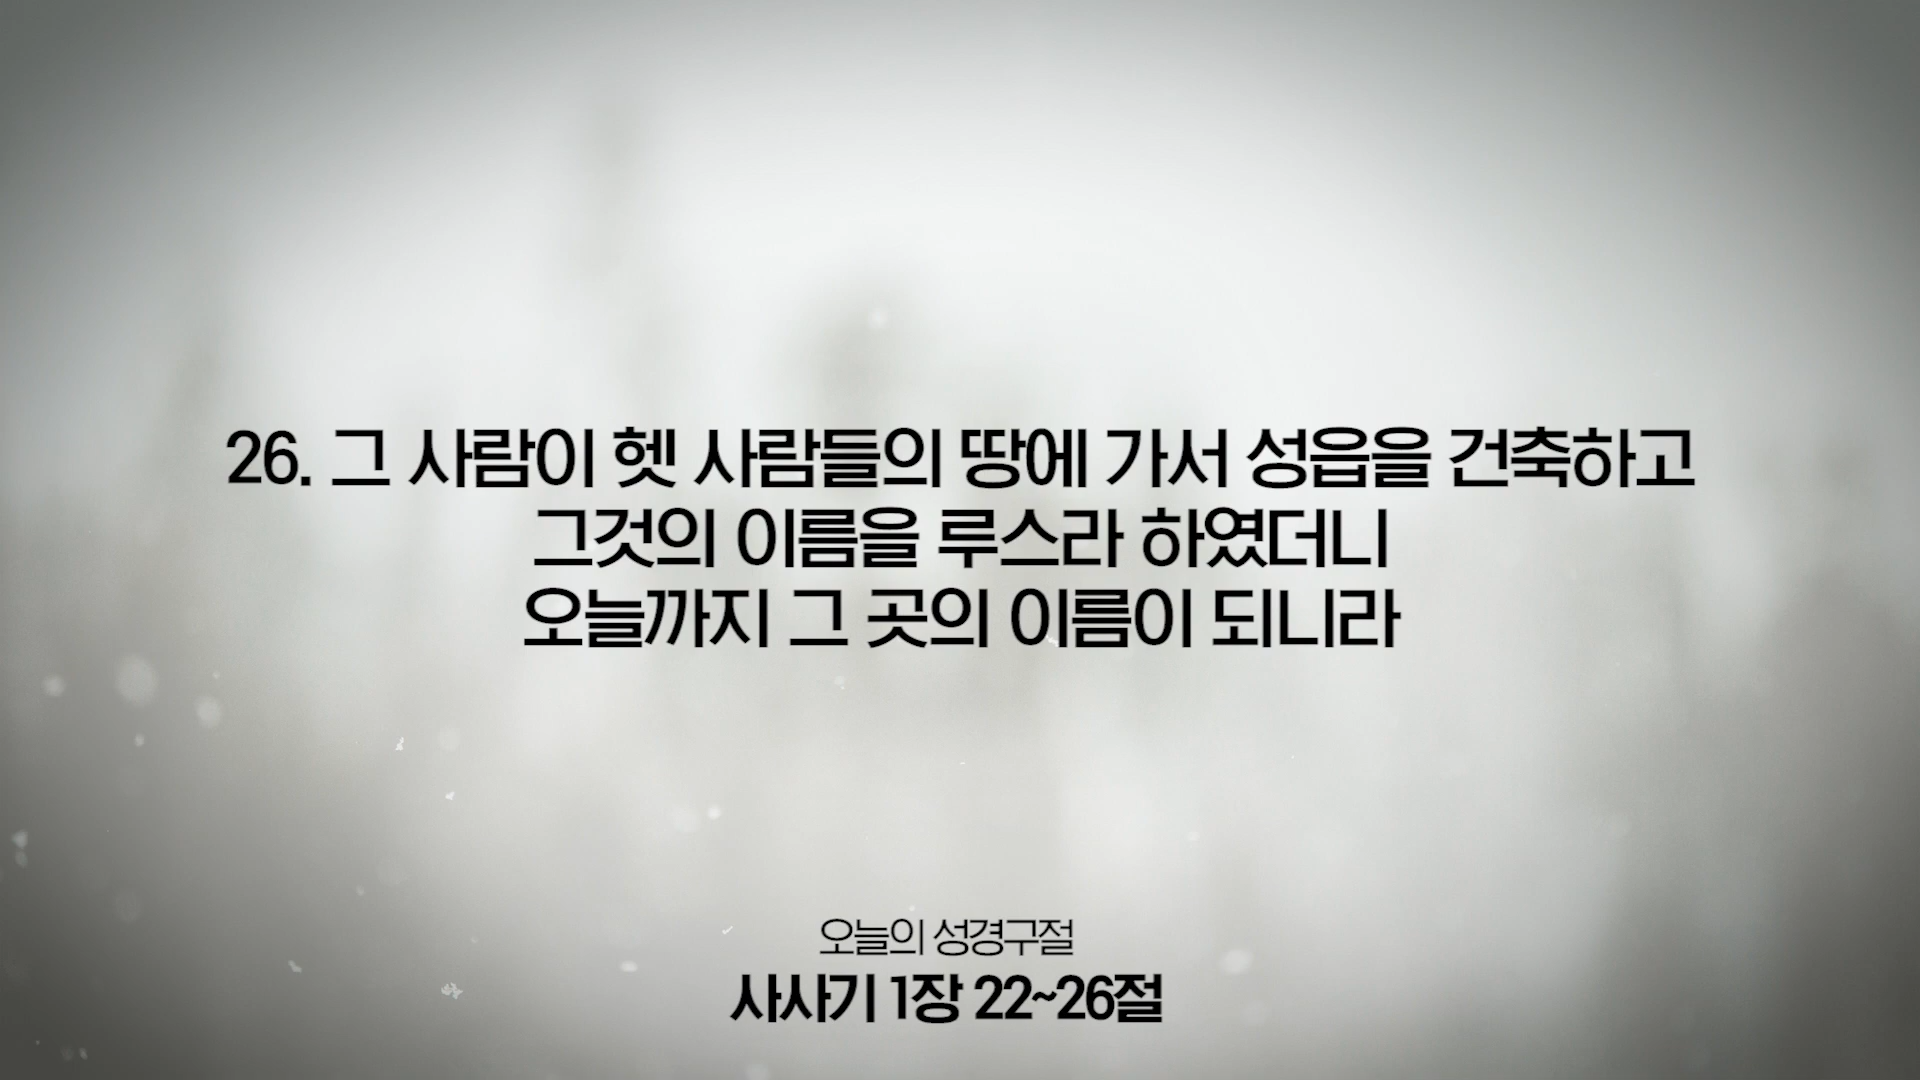 26. 그 사람이 헷 사람들의 땅에 가서 성읍을 건축하고
그것의 이름을 루스라 하였더니
오늘까지 그 곳의 이름이 되니라
오늘의 성경구절
사사기 1장 22~26절